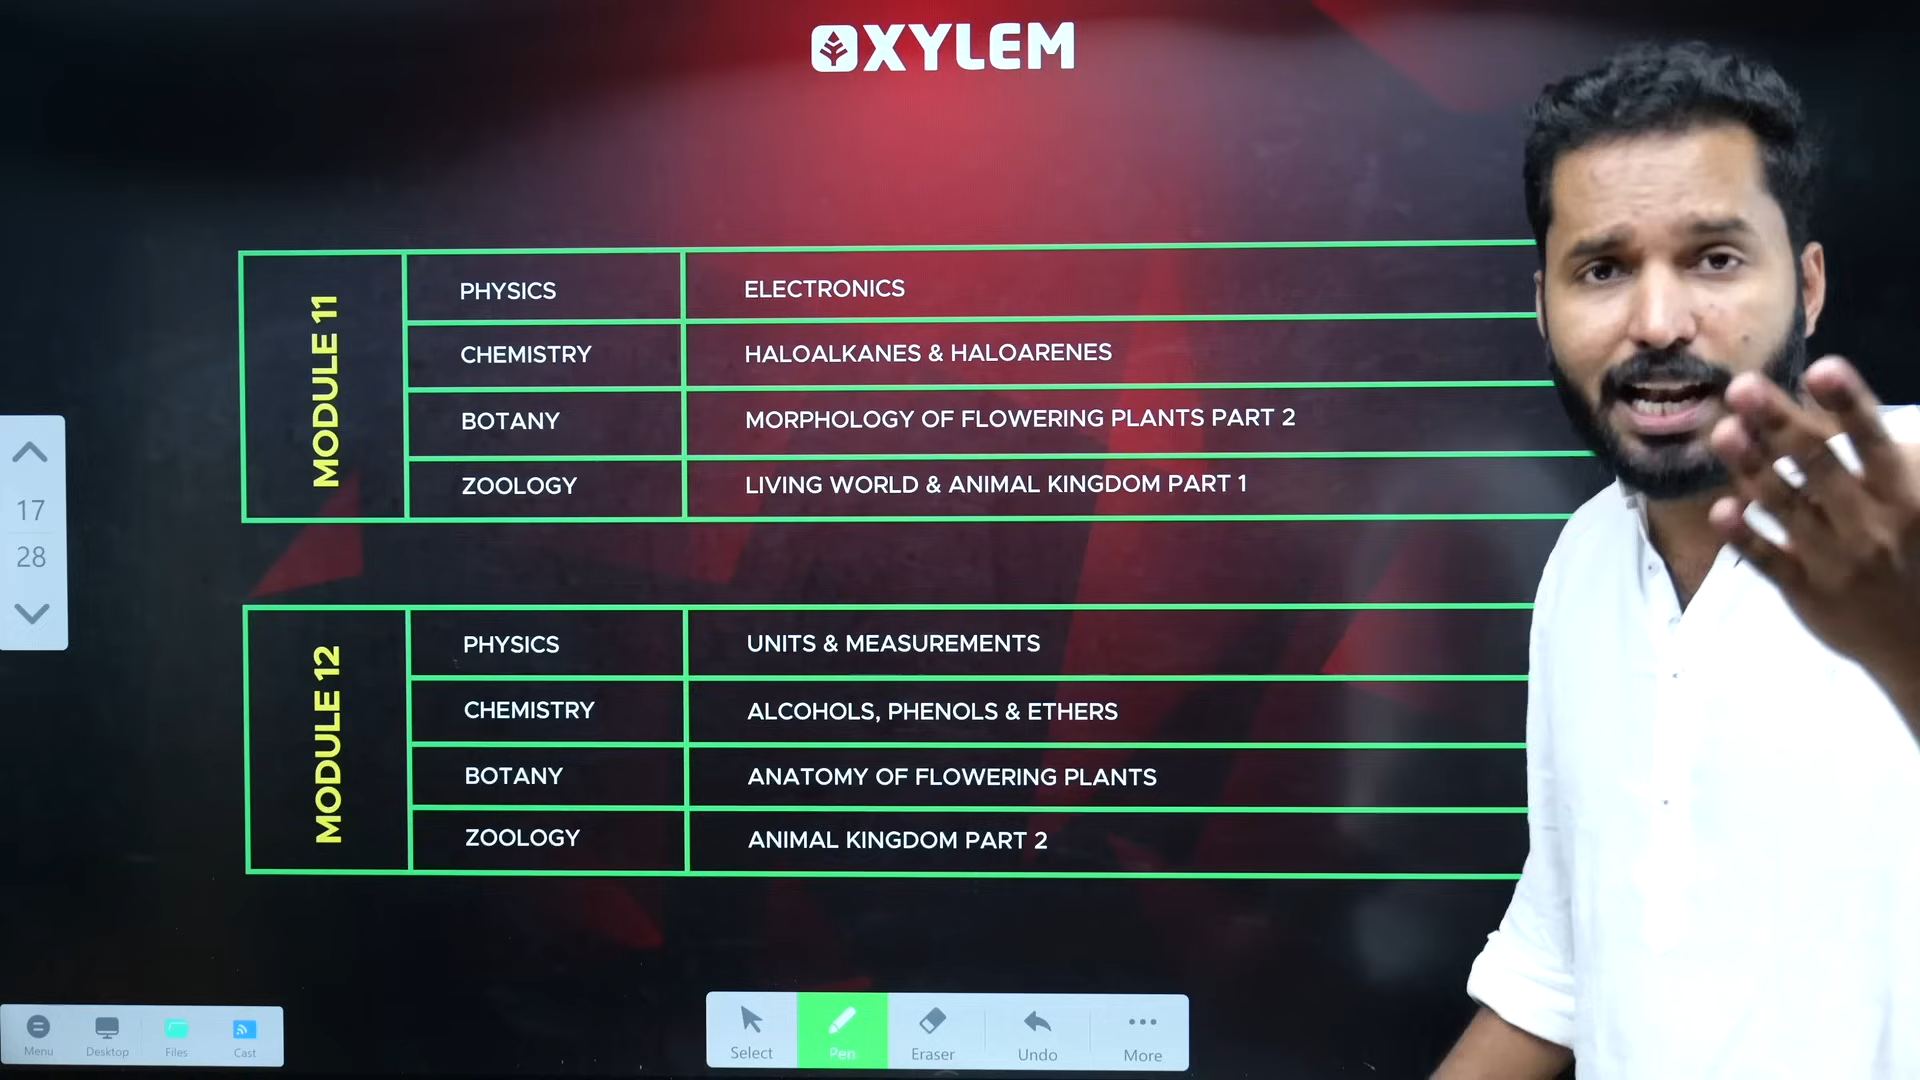 XYLEM
MODULE 11
PHYSICS ELECTRONICS
CHEMISTRY HALOALKANES & HALOARENES
BOTANY MORPHOLOGY OF FLOWERING PLANTS PART 2
ZOOLOGY LIVING WORLD & ANIMAL KINGDOM PART 1
17
28
MODULE 12
PHYSICS UNITS & MEASUREMENTS
CHEMISTRY ALCOHOLS, PHENOLS & ETHERS
BOTANY ANATOMY OF FLOWERING PLANTS
ZOOLOGY ANIMAL KINGDOM PART 2
Menu Desktop Files Cast
Select Pen Eraser Undo More